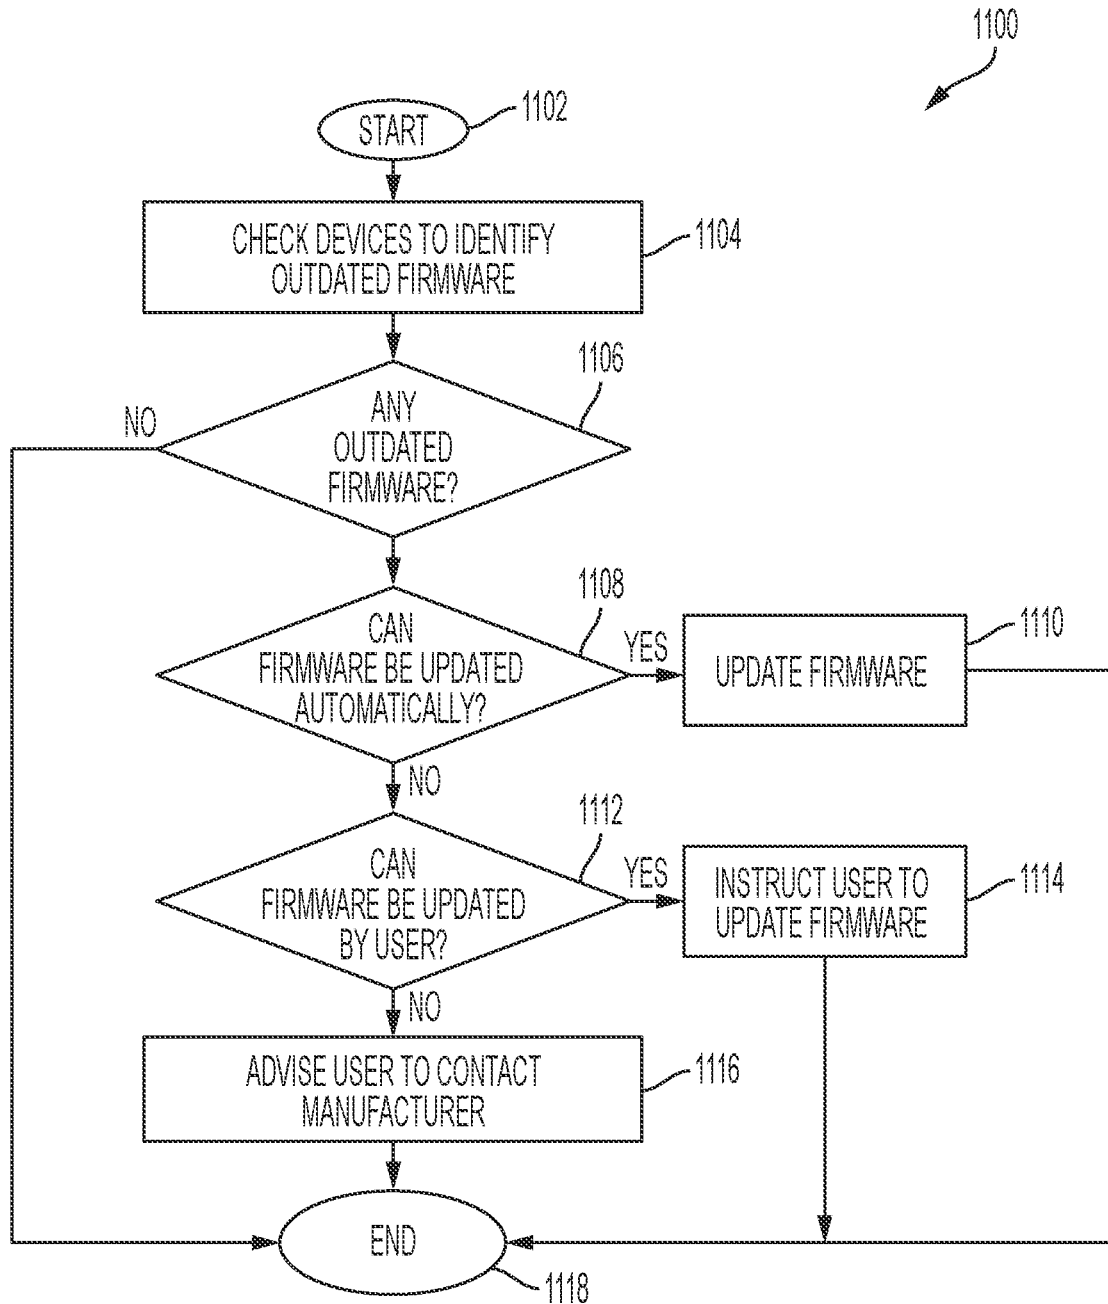 1100
START
1102
CHECK DEVICES TO IDENTIFY
OUTDATED FIRMWARE
1104
1106
NO
ANY
OUTDATED
FIRMWARE?
1108
CAN
FIRMWARE BE UPDATED
AUTOMATICALLY?
YES
UPDATE FIRMWARE
1110
NO
1112
CAN
FIRMWARE BE UPDATED
BY USER?
YES
INSTRUCT USER TO
UPDATE FIRMWARE
1114
NO
ADVISE USER TO CONTACT
MANUFACTURER
1116
END
1118